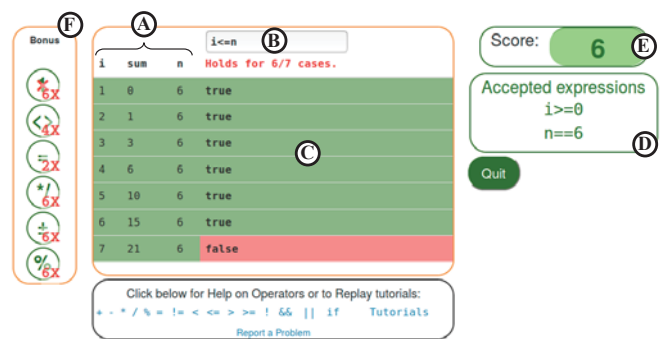 F
Bonus
6X
< >
4X
=
2X
*/
6X
±
6X
%
6X
A
i<=n
B
i sum n Holds for 6/7 cases.
1 0 6 true
2 1 6 true
3 3 6 true
C
4 6 6 true
5 10 6 true
6 15 6 true
7 21 6 false
Click below for Help on Operators or to Replay tutorials:
+ - * / % = != < <= > >= ! && || if Tutorials
Report a Problem
Score: 6
E
Accepted expressions
i>=0
n==6
D
Quit